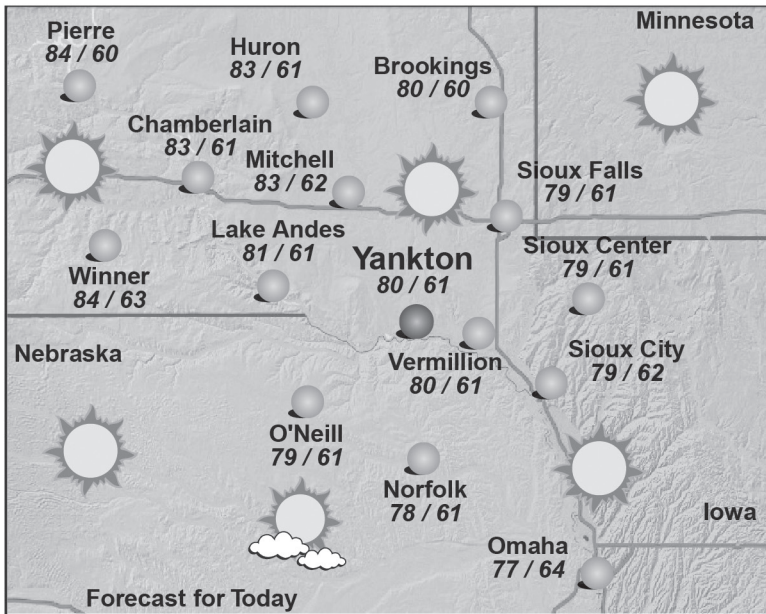 Minnesota
Pierre
84 / 60
Huron
83 / 61
Brookings
80 / 60
Chamberlain
83 / 61
Mitchell
83 / 62
Sioux Falls
79 / 61
Lake Andes
81 / 61
Yankton
80 / 61
Sioux Center
79 / 61
Winner
84 / 63
Nebraska
Vermillion
80 / 61
Sioux City
79 / 62
O'Neill
79 / 61
Norfolk
78 / 61
Iowa
Omaha
77 / 64
Forecast for Today